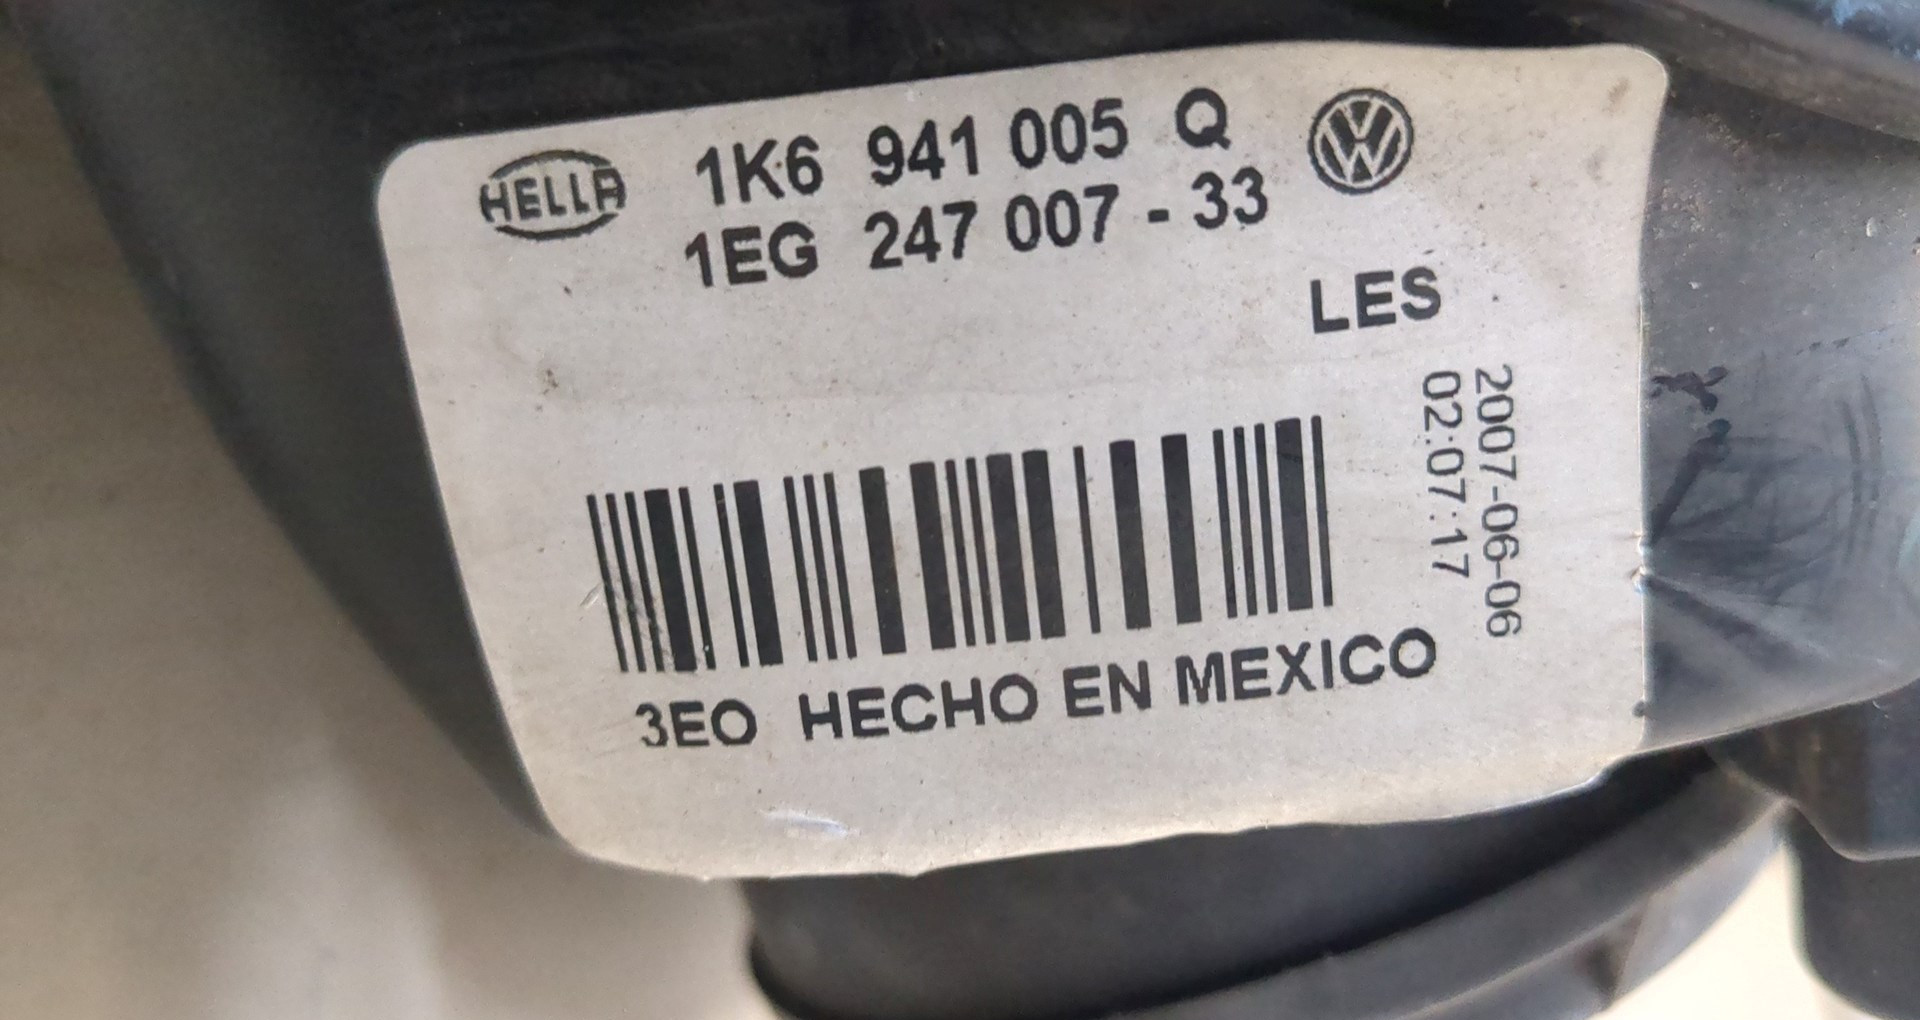 HELLA 1K6 941 005 Q
1EG 247 007 - 33
LES
2007-06-06
02:07:17
3EO HECHO EN MEXICO